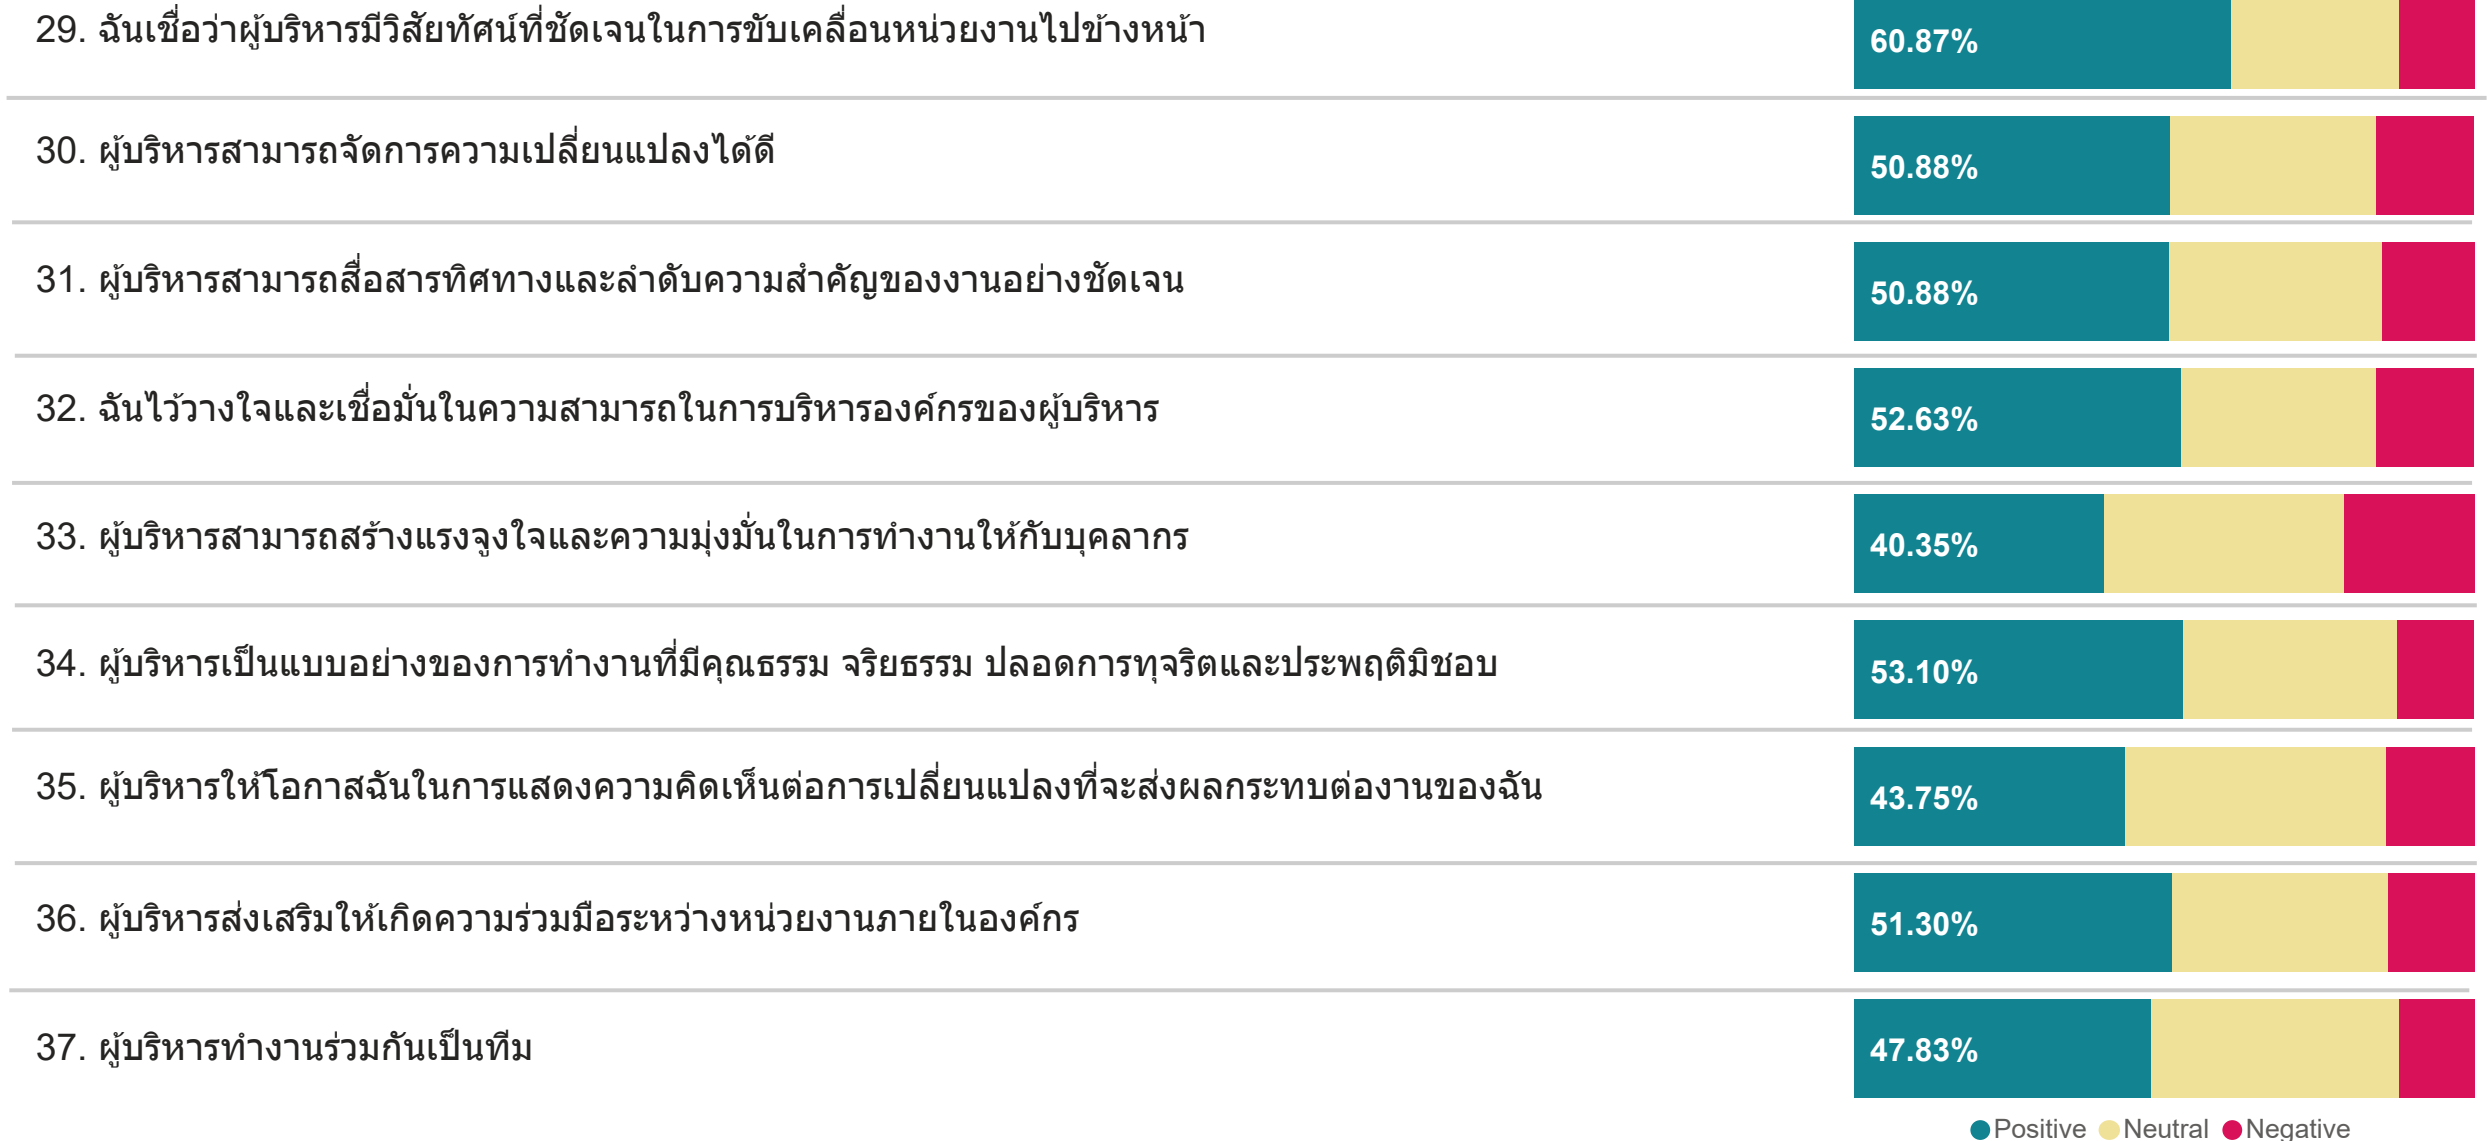 29. ฉันเชื่อว่าผู้บริหารมีวิสัยทัศน์ที่ชัดเจนในการขับเคลื่อนหน่วยงานไปข้างหน้า 60.87%
30. ผู้บริหารสามารถจัดการความเปลี่ยนแปลงได้ดี 50.88%
31. ผู้บริหารสามารถสื่อสารทิศทางและลำดับความสำคัญของงานอย่างชัดเจน 50.88%
32. ฉันไว้วางใจและเชื่อมั่นในความสามารถในการบริหารองค์กรของผู้บริหาร 52.63%
33. ผู้บริหารสามารถสร้างแรงจูงใจและความมุ่งมั่นในการทำงานให้กับบุคลากร 40.35%
34. ผู้บริหารเป็นแบบอย่างของการทำงานที่มีคุณธรรม จริยธรรม ปลอดการทุจริตและประพฤติมิชอบ 53.10%
35. ผู้บริหารให้โอกาสฉันในการแสดงความคิดเห็นต่อการเปลี่ยนแปลงที่จะส่งผลกระทบต่องานของฉัน 43.75%
36. ผู้บริหารส่งเสริมให้เกิดความร่วมมือระหว่างหน่วยงานภายในองค์กร 51.30%
37. ผู้บริหารทำงานร่วมกันเป็นทีม 47.83%
Positive Neutral Negative